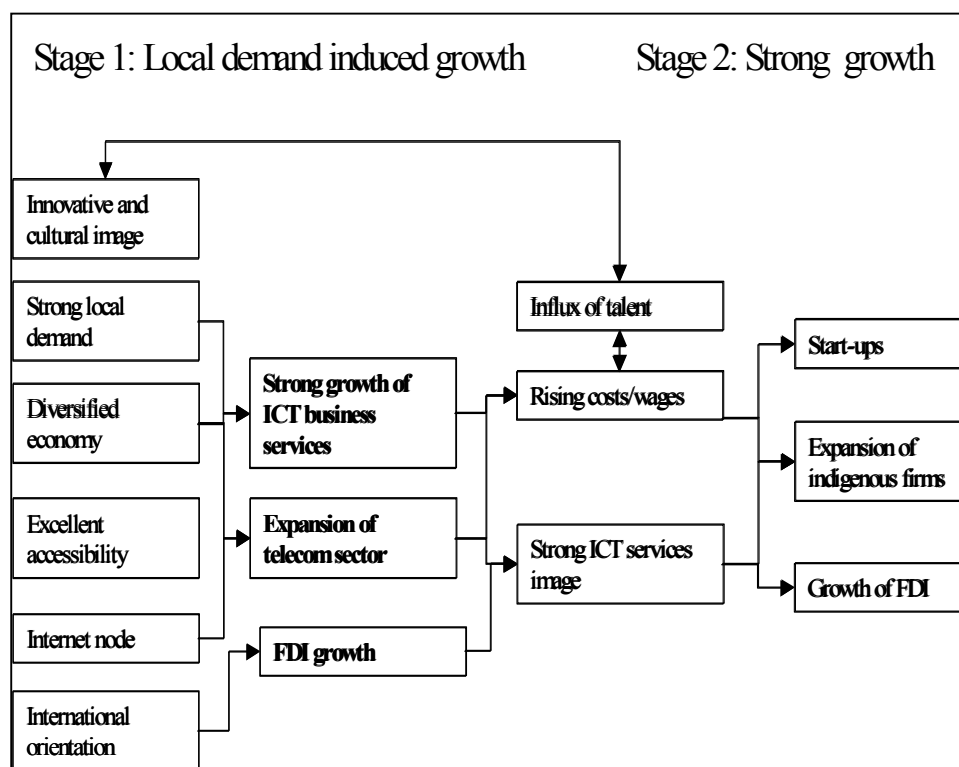 Stage 1: Local demand induced growth
Stage 2: Strong growth
Innovative and
cultural image
Strong local
demand
Diversified
economy
Excellent
accessibility
Internet node
International
orientation
Strong growth of
ICT business
services
Expansion of
telecom sector
FDI growth
Influx of talent
Rising costs/wages
Strong ICT services
image
Start-ups
Expansion of
indigenous firms
Growth of FDI